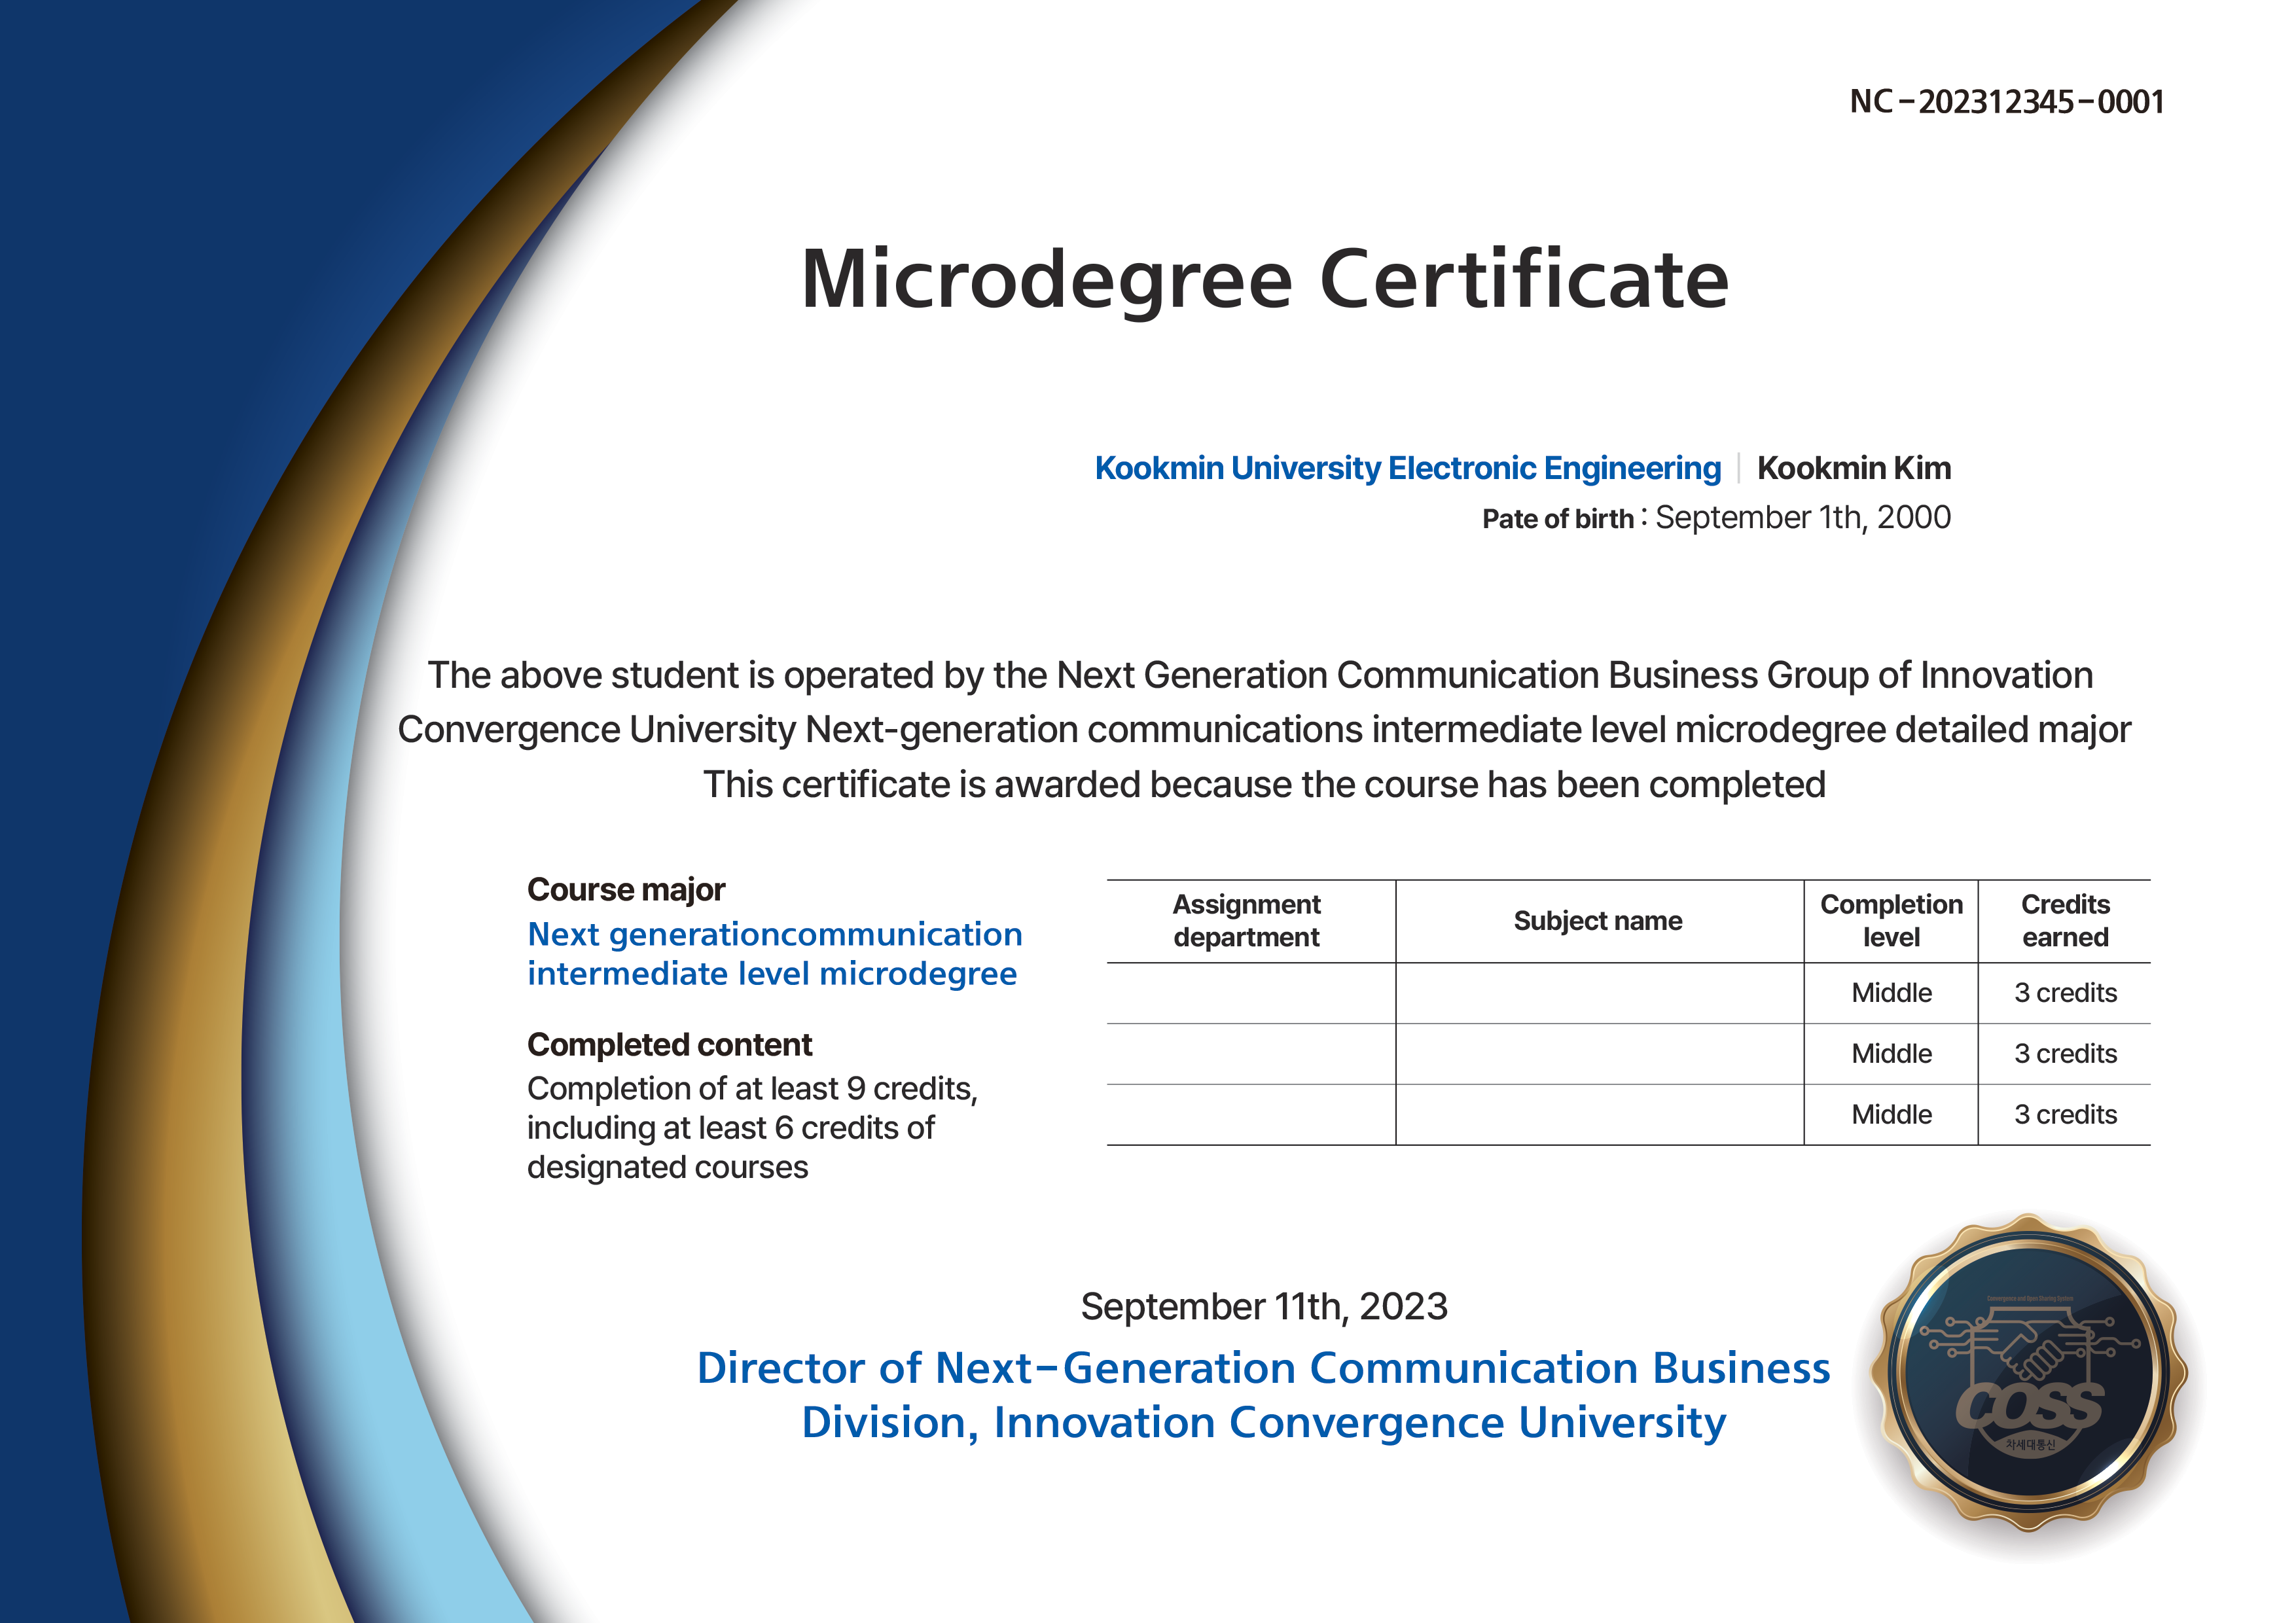 NC-202312345-0001
Microdegree Certificate
Kookmin University Electronic Engineering | Kookmin Kim
Pate of birth : September 1th, 2000
The above student is operated by the Next Generation Communication Business Group of Innovation
Convergence University Next-generation communications intermediate level microdegree detailed major
This certificate is awarded because the course has been completed
Course major
Next generationcommunication
intermediate level microdegree
Completed content
Completion of at least 9 credits,
including at least 6 credits of
designated courses
Assignment department Subject name Completion level Credits earned
Middle 3 credits
Middle 3 credits
Middle 3 credits
September 11th, 2023
Director of Next-Generation Communication Business
Division, Innovation Convergence University
Convergence and Open Sharing System
COSS
차세대통신